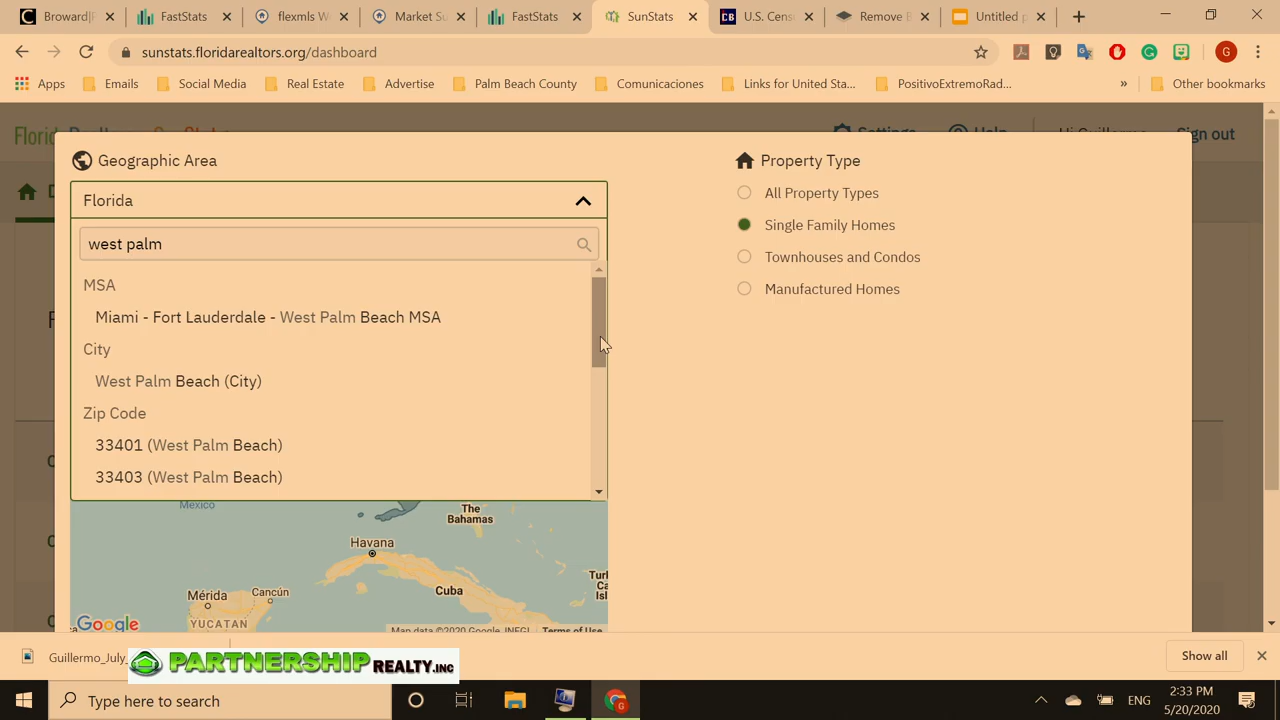 Broward|F
FastStats
flexmls W
Market Su
FastStats
SunStats
U.S. Cens
Remove B
Untitled p
sunstats.floridarealtors.org/dashboard
G
Apps
Emails
Social Media
Real Estate
Advertise
Palm Beach County
Comunicaciones
Links for United Sta...
PositivoExtremoRad...
»
Other bookmarks
Settings
Help
Sign out
Geographic Area
Property Type
Florida
All Property Types
west palm
Single Family Homes
Townhouses and Condos
Manufactured Homes
MSA
Miami - Fort Lauderdale - West Palm Beach MSA
City
West Palm Beach (City)
Zip Code
33401 (West Palm Beach)
33403 (West Palm Beach)
Mexico
The
Bahamas
Havana
Cuba
Mérida
Cancún
YUCATAN
Turk
Ca
Isl
Google
Map data ©2020 Google, INEGI
Terms of Use
Guillermo_July
PARTNERSHIP REALTY.INC
Show all
Type here to search
ENG
2:33 PM
5/20/2020